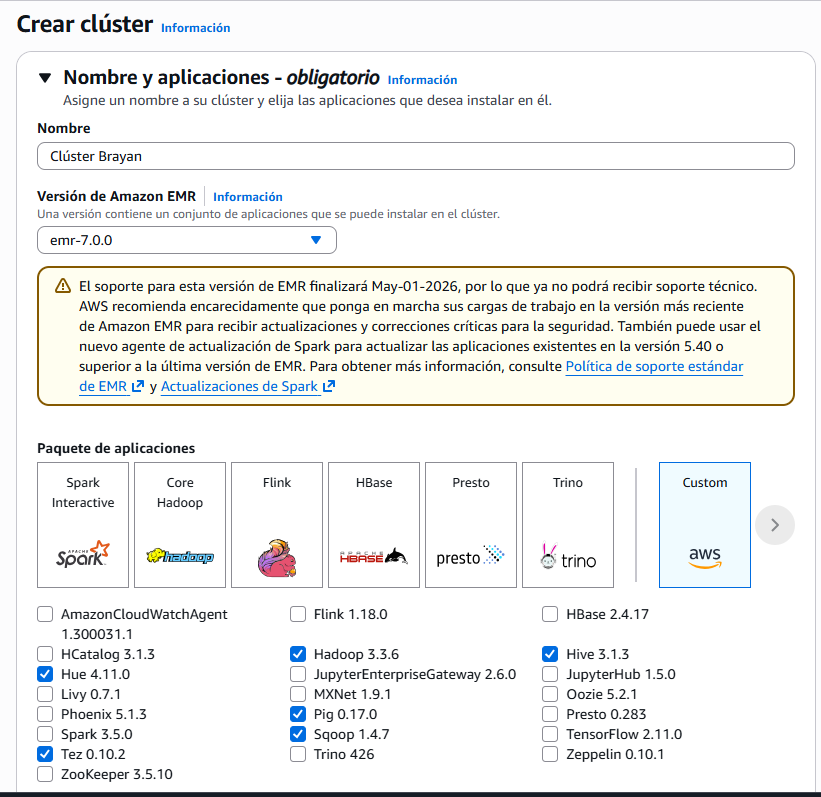 Crear clúster Información
Nombre y aplicaciones - obligatorio Información
Asigne un nombre a su clúster y elija las aplicaciones que desea instalar en él.
Nombre
Clúster Brayan
Versión de Amazon EMR Información
Una versión contiene un conjunto de aplicaciones que se puede instalar en el clúster.
emr-7.0.0
El soporte para esta versión de EMR finalizará May-01-2026, por lo que ya no podrá recibir soporte técnico.
AWS recomienda encarecidamente que ponga en marcha sus cargas de trabajo en la versión más reciente
de Amazon EMR para recibir actualizaciones y correcciones críticas para la seguridad. También puede usar el
nuevo agente de actualización de Spark para actualizar las aplicaciones existentes en la versión 5.40 o
superior a la última versión de EMR. Para obtener más información, consulte Política de soporte estándar
de EMR y Actualizaciones de Spark
Paquete de aplicaciones
Spark
Interactive
APACHE
Spark
Core
Hadoop
hadoop
Flink
HBase
APACHE
HBASE
Presto
presto
Trino
trino
Custom
aws
AmazonCloudWatchAgent
1.300031.1
Flink 1.18.0
HBase 2.4.17
HCatalog 3.1.3
Hadoop 3.3.6
Hive 3.1.3
Hue 4.11.0
JupyterEnterpriseGateway 2.6.0
JupyterHub 1.5.0
Livy 0.7.1
MXNet 1.9.1
Oozie 5.2.1
Phoenix 5.1.3
Pig 0.17.0
Presto 0.283
Spark 3.5.0
Sqoop 1.4.7
TensorFlow 2.11.0
Tez 0.10.2
Trino 426
Zeppelin 0.10.1
ZooKeeper 3.5.10